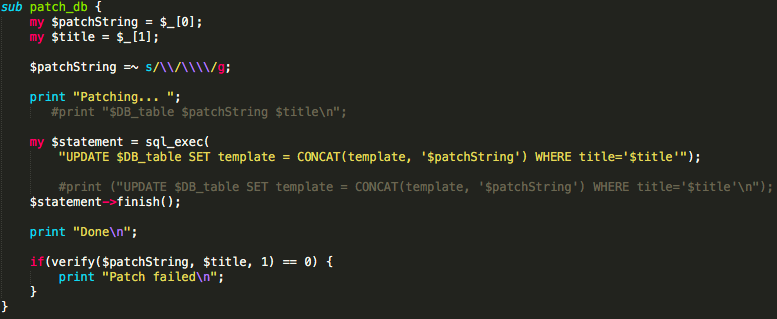 sub patch_db {
my $patchString = $_[0];
my $title = $_[1];
$patchString =~ s/\\/\\\\/g;
print "Patching... ";
#print "$DB_table $patchString $title\n";
my $statement = sql_exec(
"UPDATE $DB_table SET template = CONCAT(template, '$patchString') WHERE title='$title'");
#print ("UPDATE $DB_table SET template = CONCAT(template, '$patchString') WHERE title='$title'\n");
$statement->finish();
print "Done\n";
if(verify($patchString, $title, 1) == 0) {
print "Patch failed\n";
}
}